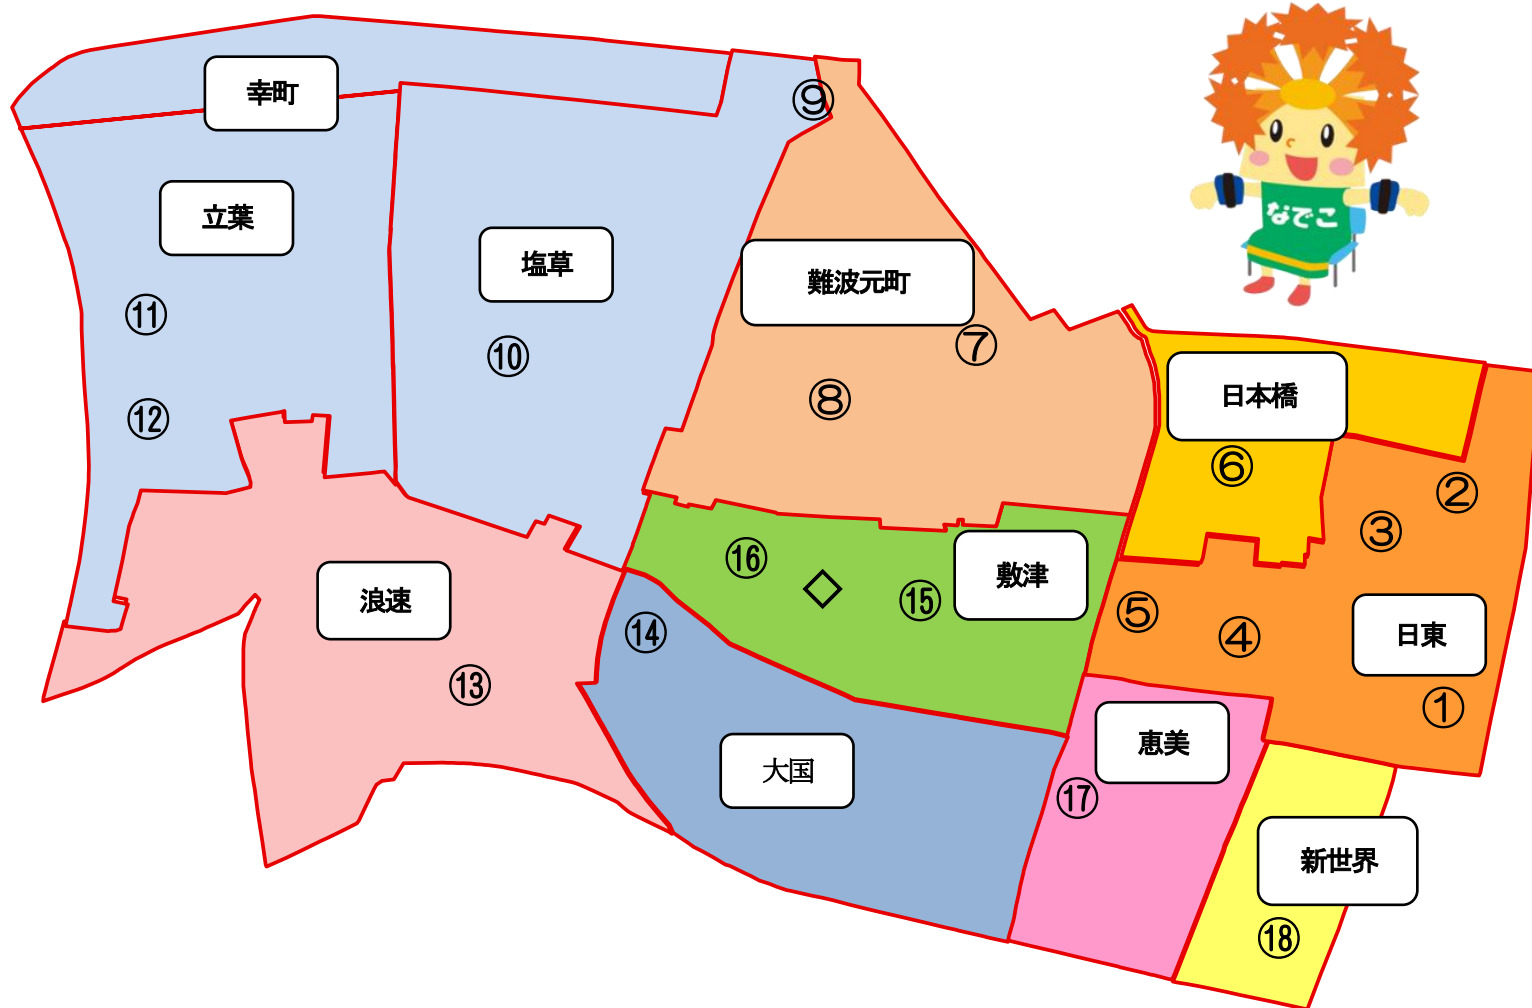 幸町
⑨
立葉
なでこ
塩草
難波元町
⑪
⑦
⑩
日本橋
⑧
⑫
⑥
②
③
⑯
敷津
浪速
⑮
⑤
⑭
④
日東
⑬
①
恵美
大国
⑰
新世界
⑱